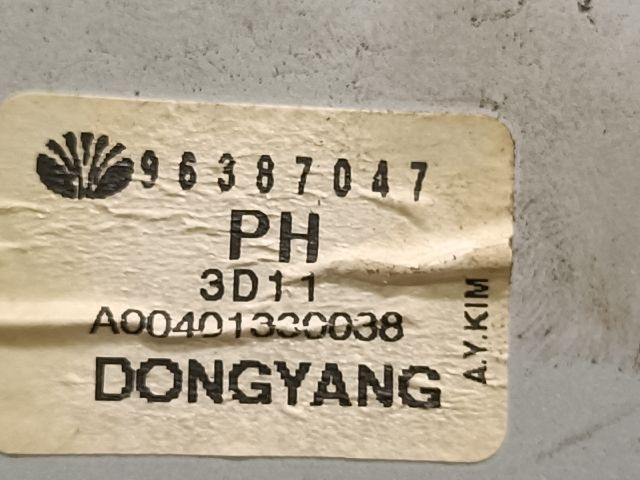 96387047
PH
3D11
A00401330038
DONGYANG
A.Y.KIM